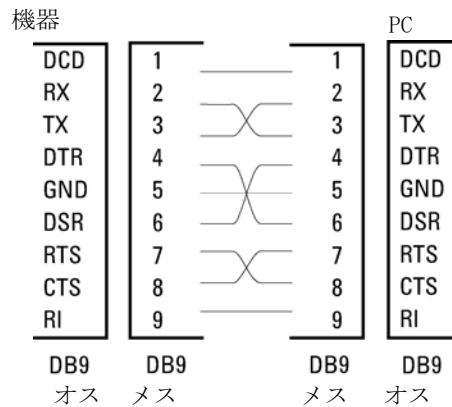 機器 PC
DCD 1 1 DCD
RX 2 2 RX
TX 3 3 TX
DTR 4 4 DTR
GND 5 5 GND
DSR 6 6 DSR
RTS 7 7 RTS
CTS 8 8 CTS
RI 9 9 RI
DB9 DB9 DB9 DB9
オス メス メス オス